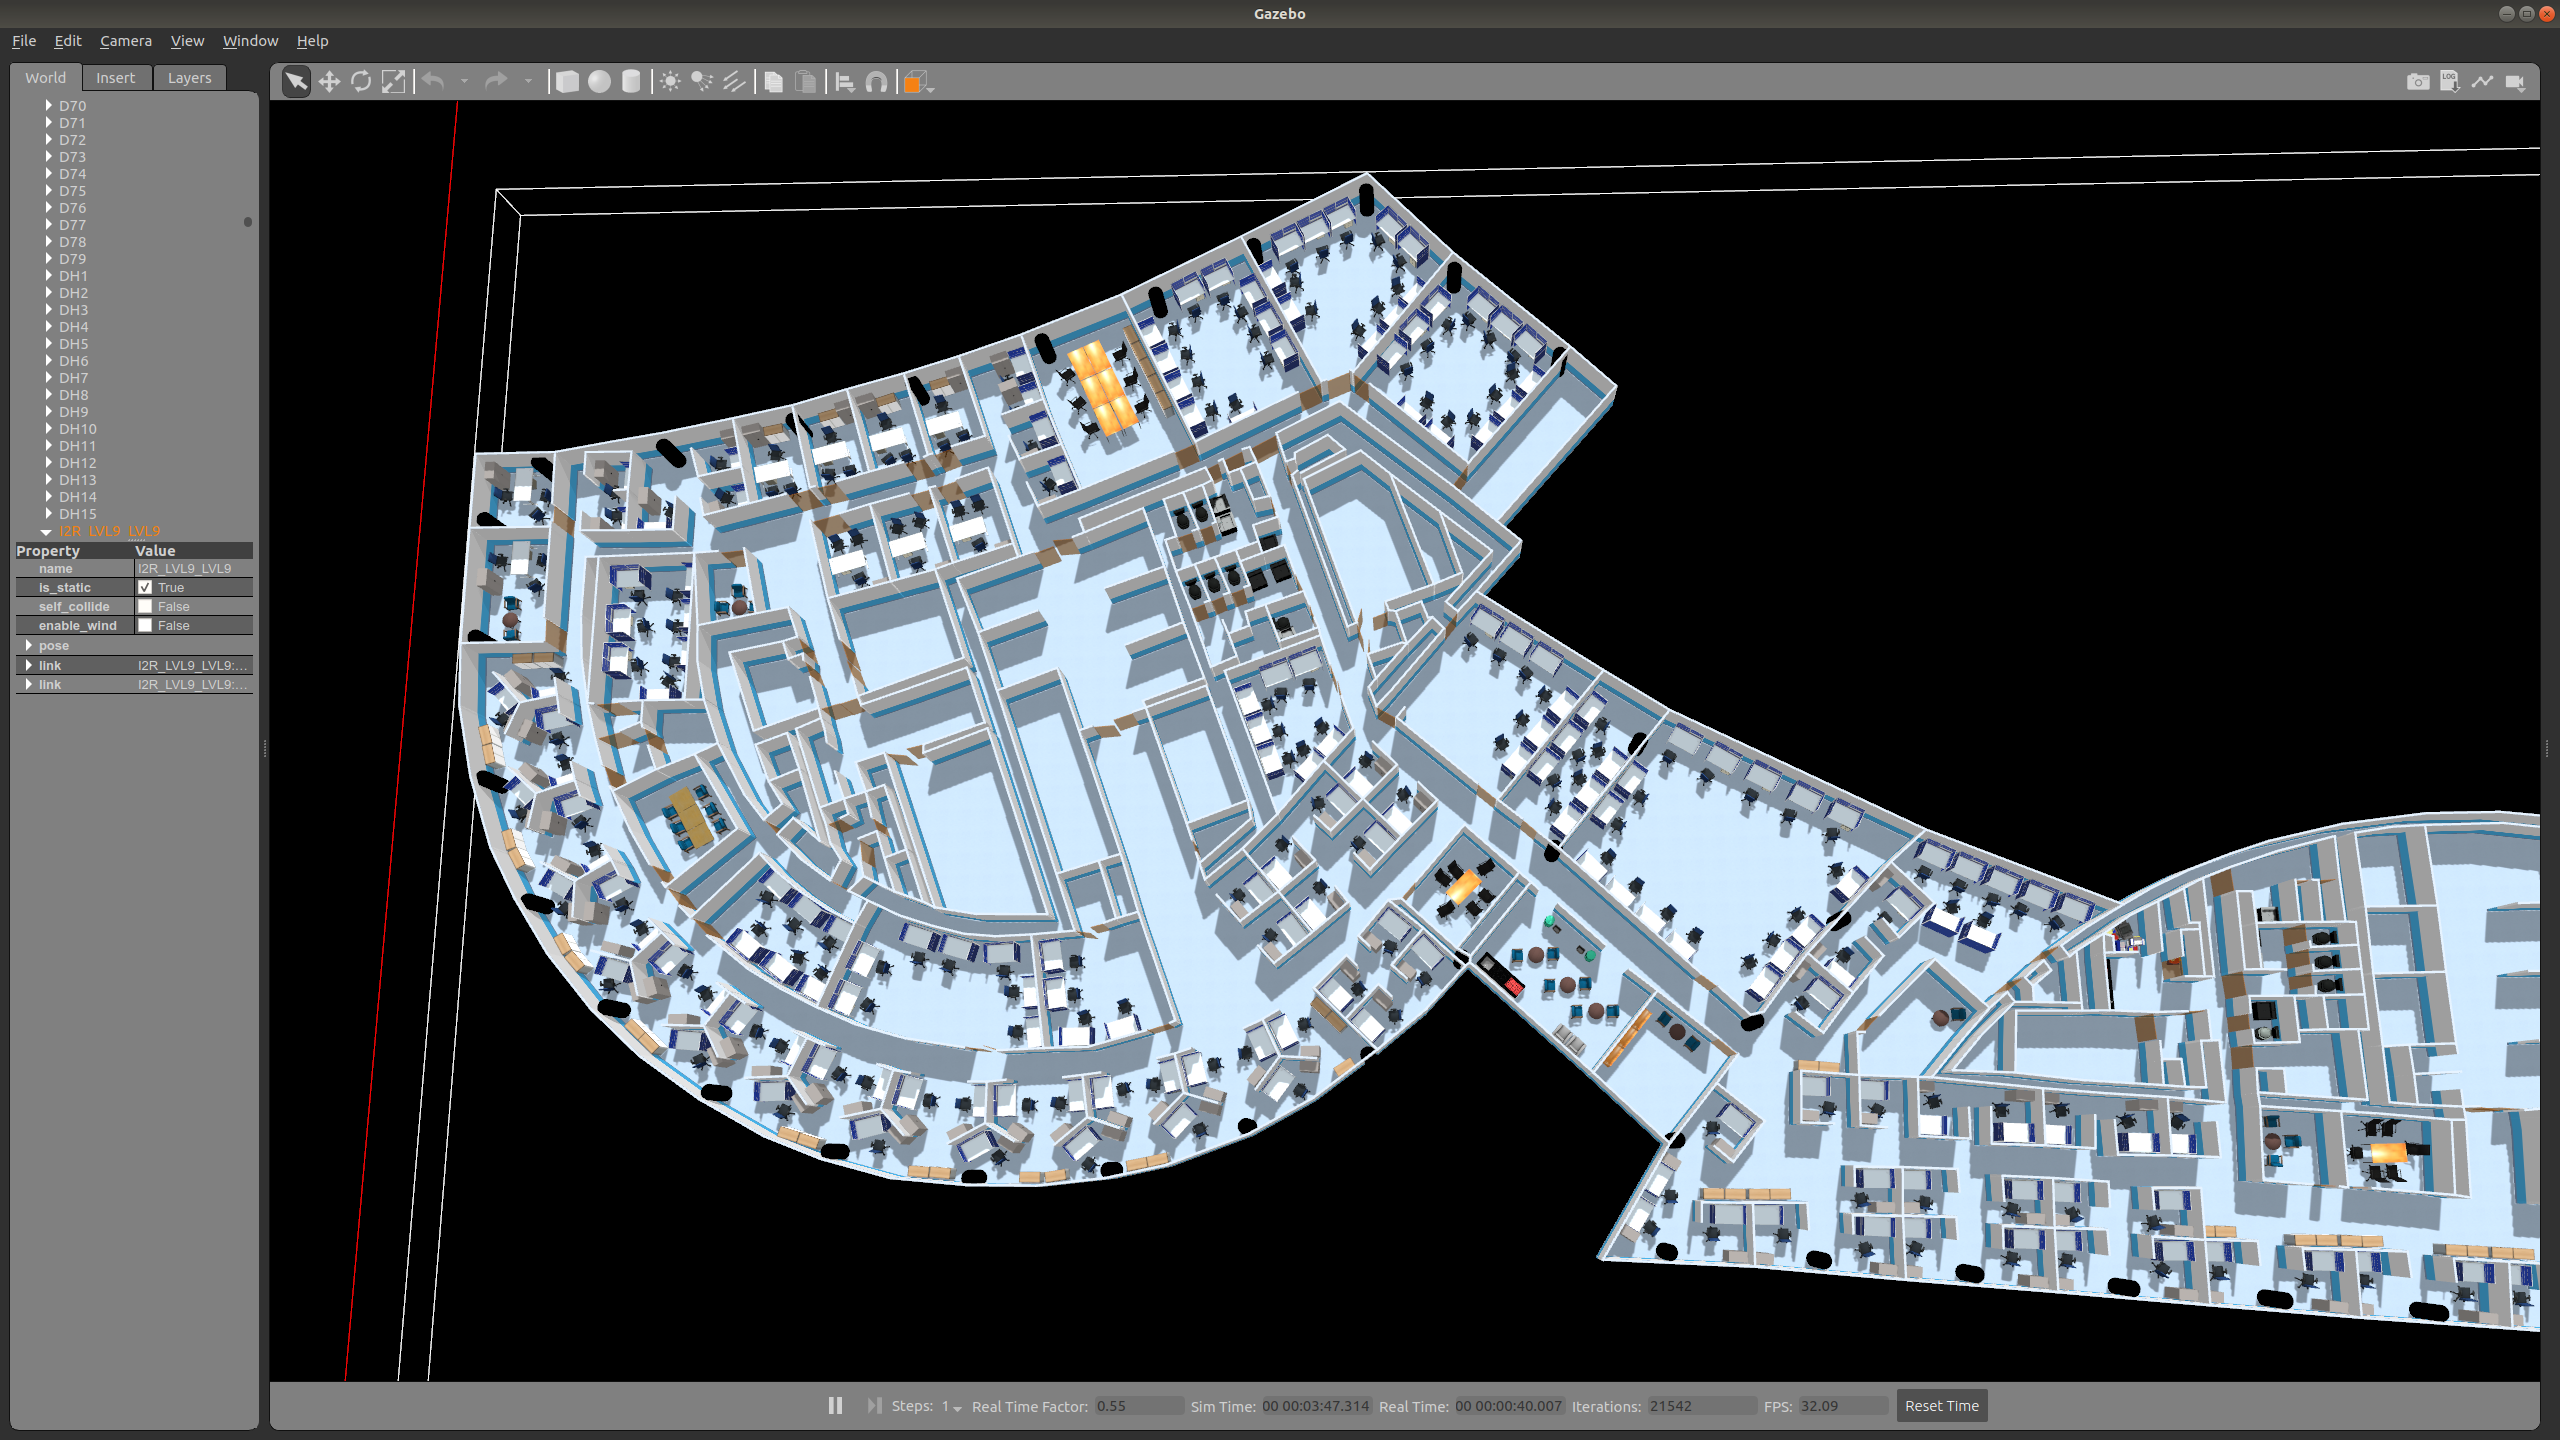 Gazebo
File Edit Camera View Window Help
World Insert Layers
LOG
D70
D71
D72
D73
D74
D75
D76
D77
D78
D79
DH1
DH2
DH3
DH4
DH5
DH6
DH7
DH8
DH9
DH10
DH11
DH12
DH13
DH14
DH15
I2R_LVL9_LVL9
Property Value
name I2R_LVL9_LVL9
is_static True
self_collide False
enable_wind False
pose
link I2R_LVL9_LVL9:...
link I2R_LVL9_LVL9:...
Steps: 1 Real Time Factor: 0.55 Sim Time: 00 00:03:47.314 Real Time: 00 00:00:40.007 Iterations: 21542 FPS: 32.09 Reset Time